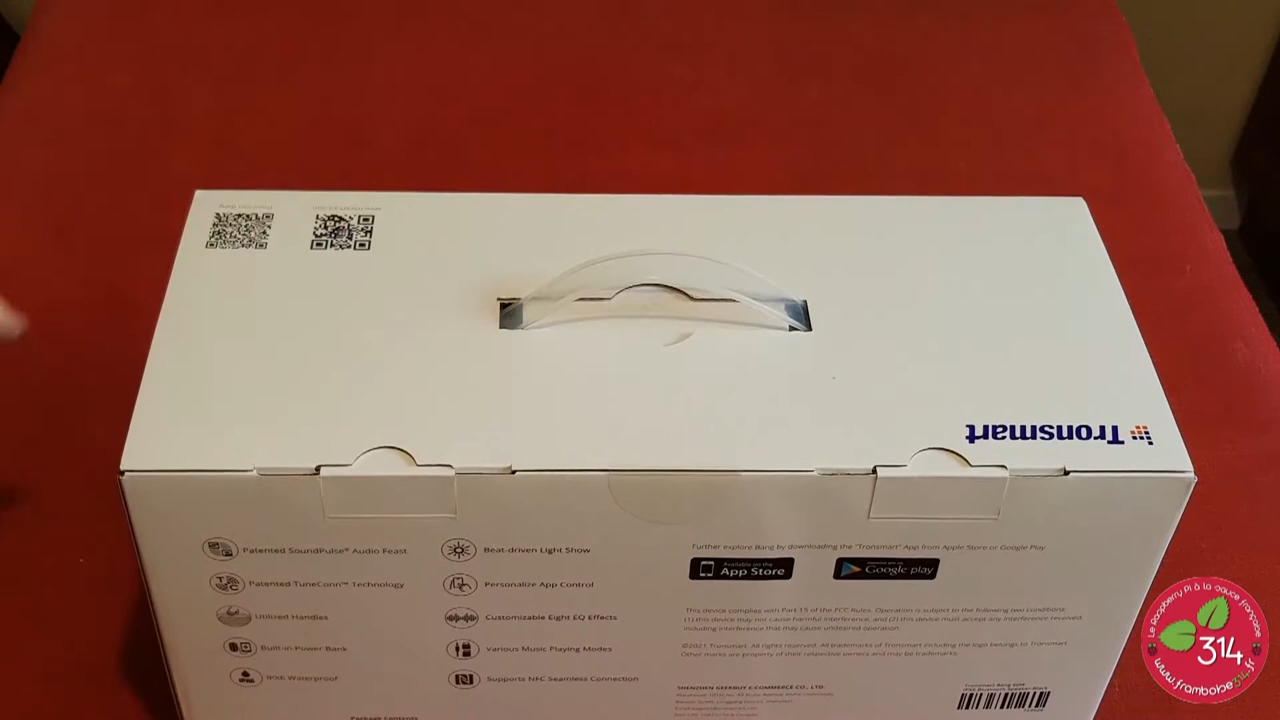 Tronsmart
Patented SoundPulse® Audio Feast
Patented TuneConn™ Technology
Utilized Handles
Built-in Power Bank
IPX6 Waterproof
Beat-driven Light Show
Personalize App Control
Customizable Eight EQ Effects
Various Music Playing Modes
Supports NFC Seamless Connection
Further explore Bang by downloading the "Tronsmart" App from Apple Store or Google Play
Available on the
App Store
Google play
This device complies with Part 15 of the FCC Rules. Operation is subject to the following two conditions:
(1) this device may not cause harmful interference, and (2) this device must accept any interference received,
including interference that may cause undesired operation.
©2021 Tronsmart. All rights reserved. All trademarks of Tronsmart including the logo belongs to Tronsmart.
Other marks are property of their respective owners and may be trademarks.
SHENZHEN GEEKBUY E-COMMERCE CO., LTD.
Package Contents
Le Raspberry Pi à la sauce française
314
www.framboise314.fr